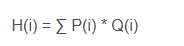 H(i) = ∑ P(i) * Q(i)